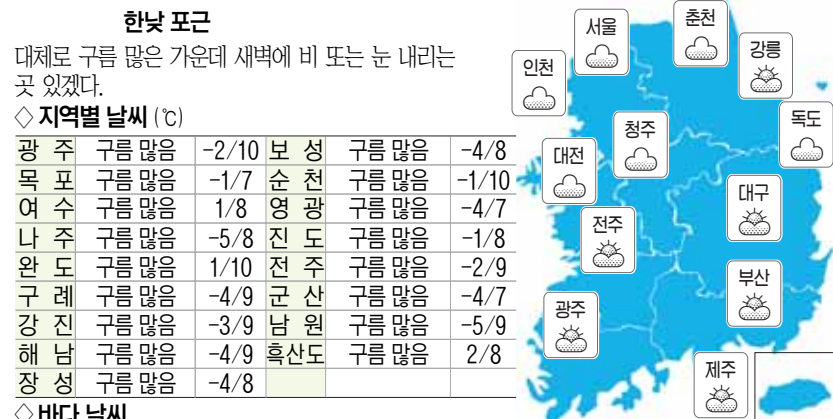 한낮 포근
대체로 구름 많은 가운데 새벽에 비 또는 눈 내리는
곳 있겠다.
◇ 지역별 날씨 (℃)
광 주 구름 많음 -2/10 보 성 구름 많음 -4/8
목 포 구름 많음 -1/7 순 천 구름 많음 -1/10
여 수 구름 많음 1/8 영 광 구름 많음 -4/7
나 주 구름 많음 -5/8 진 도 구름 많음 -1/8
완 도 구름 많음 1/10 전 주 구름 많음 -2/9
구 례 구름 많음 -4/9 군 산 구름 많음 -4/7
강 진 구름 많음 -3/9 남 원 구름 많음 -5/9
해 남 구름 많음 -4/9 흑산도 구름 많음 2/8
장 성 구름 많음 -4/8
◇ 바다 날씨
서울
춘천
강릉
인천
독도
청주
대전
대구
전주
부산
광주
제주